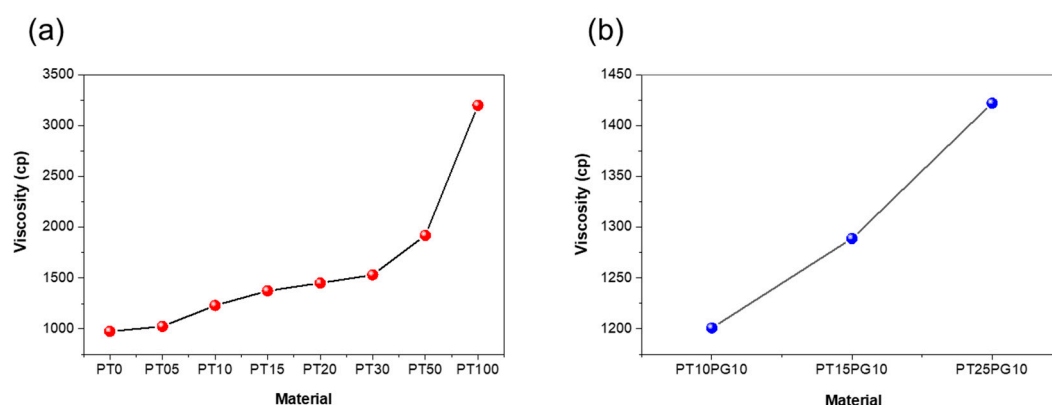 (a)
Viscosity (cp)
3500
3000
2500
2000
1500
1000
PT0 PT05 PT10 PT15 PT20 PT30 PT50 PT100
Material
(b)
Viscosity (cp)
1450
1400
1350
1300
1250
1200
PT10PG10 PT15PG10 PT25PG10
Material